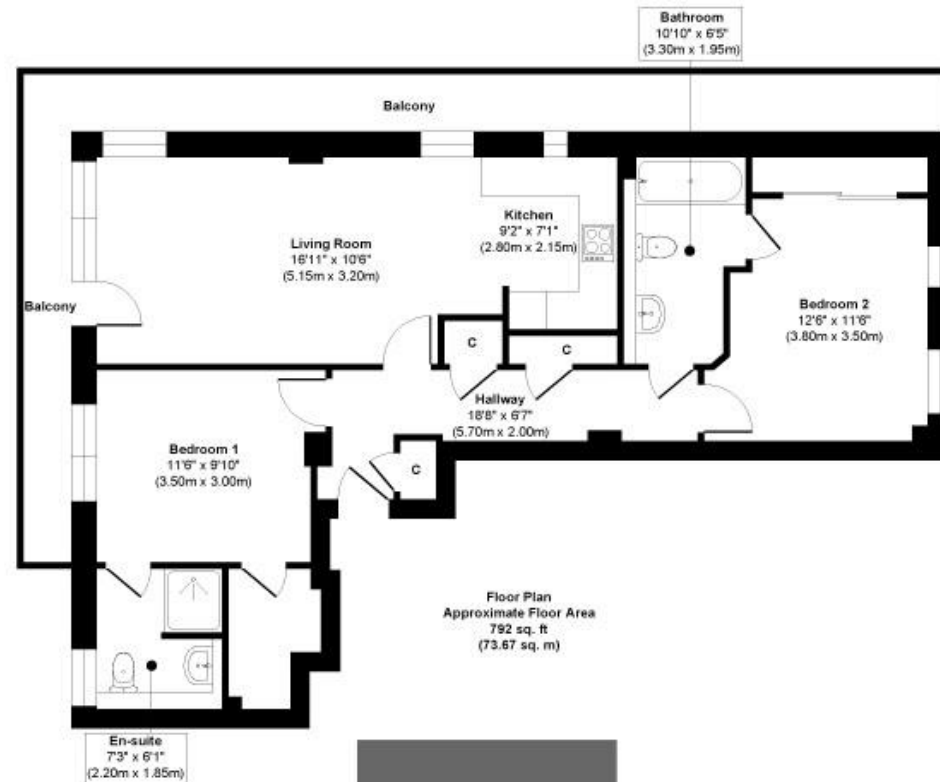 Bathroom
10'10" x 6'5"
(3.30m x 1.95m)
Balcony
Kitchen
9'2" x 7'1"
(2.80m x 2.15m)
Living Room
16'11" x 10'6"
(5.15m x 3.20m)
Balcony
Bedroom 2
12'6" x 11'6"
(3.80m x 3.50m)
C
C
Hallway
18'8" x 6'7"
(5.70m x 2.00m)
Bedroom 1
11'6" x 9'10"
(3.50m x 3.00m)
C
Floor Plan
Approximate Floor Area
792 sq. ft
(73.67 sq. m)
En-suite
7'3" x 6'1"
(2.20m x 1.85m)